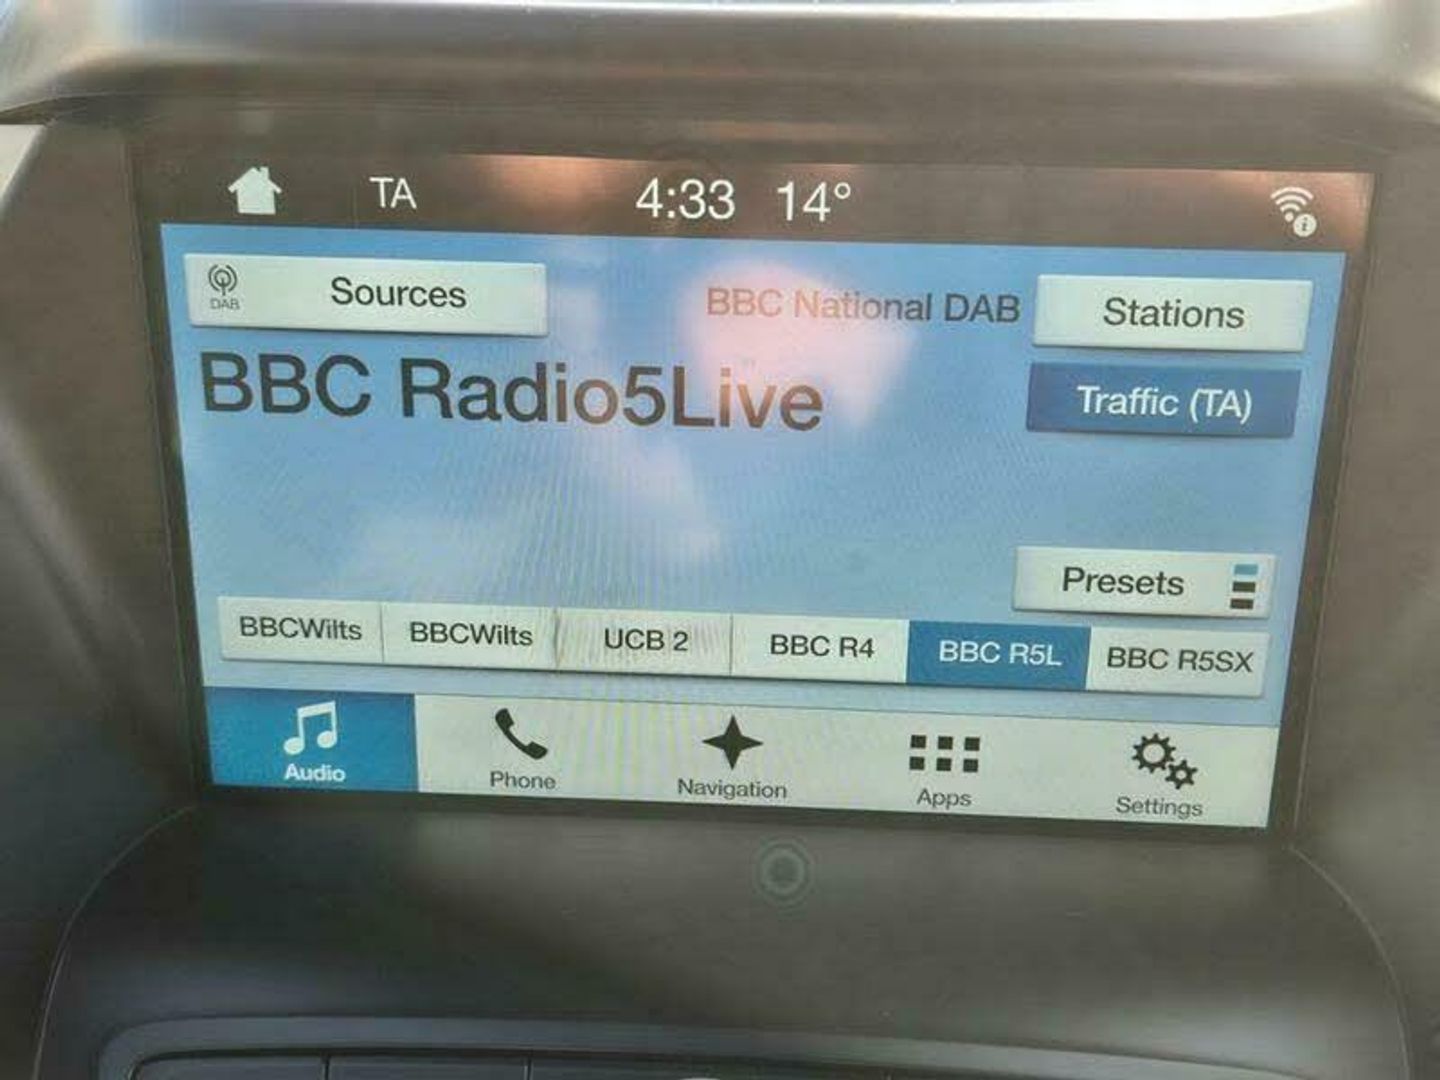 TA 4:33 14°
DAB Sources BBC National DAB Stations
BBC Radio5Live
Traffic (TA)
Presets
BBCWilts BBCWilts UCB 2 BBC R4 BBC R5L BBC R5SX
Audio Phone Navigation Apps Settings